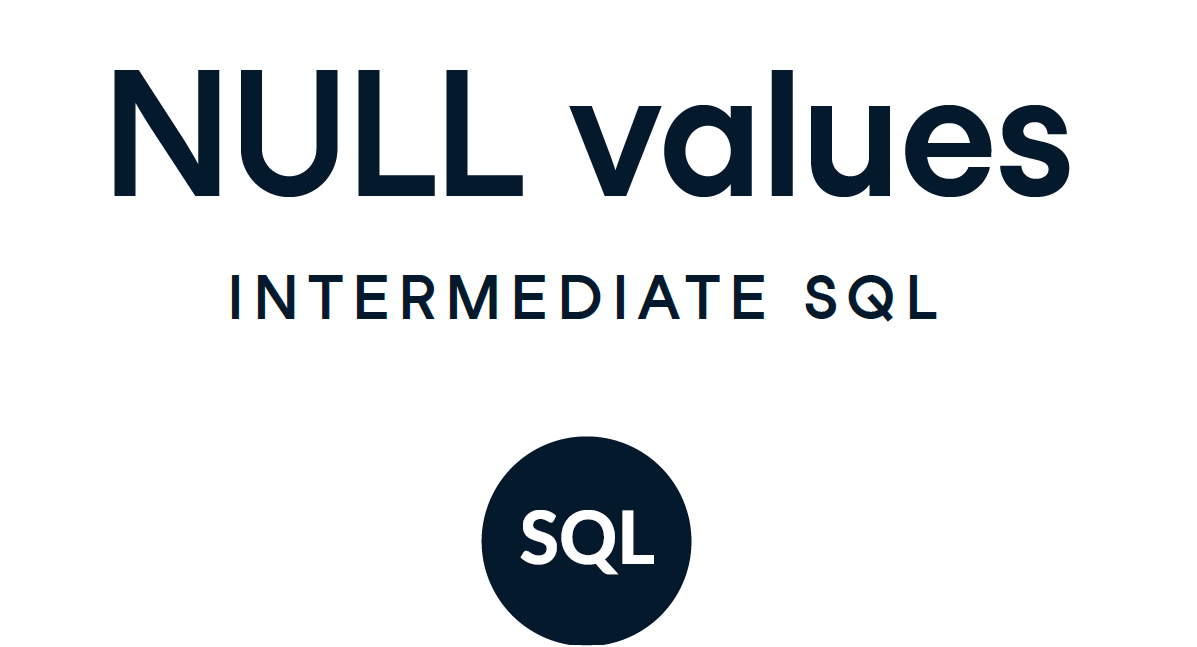 NULL values
INTERMEDIATE SQL
SQL